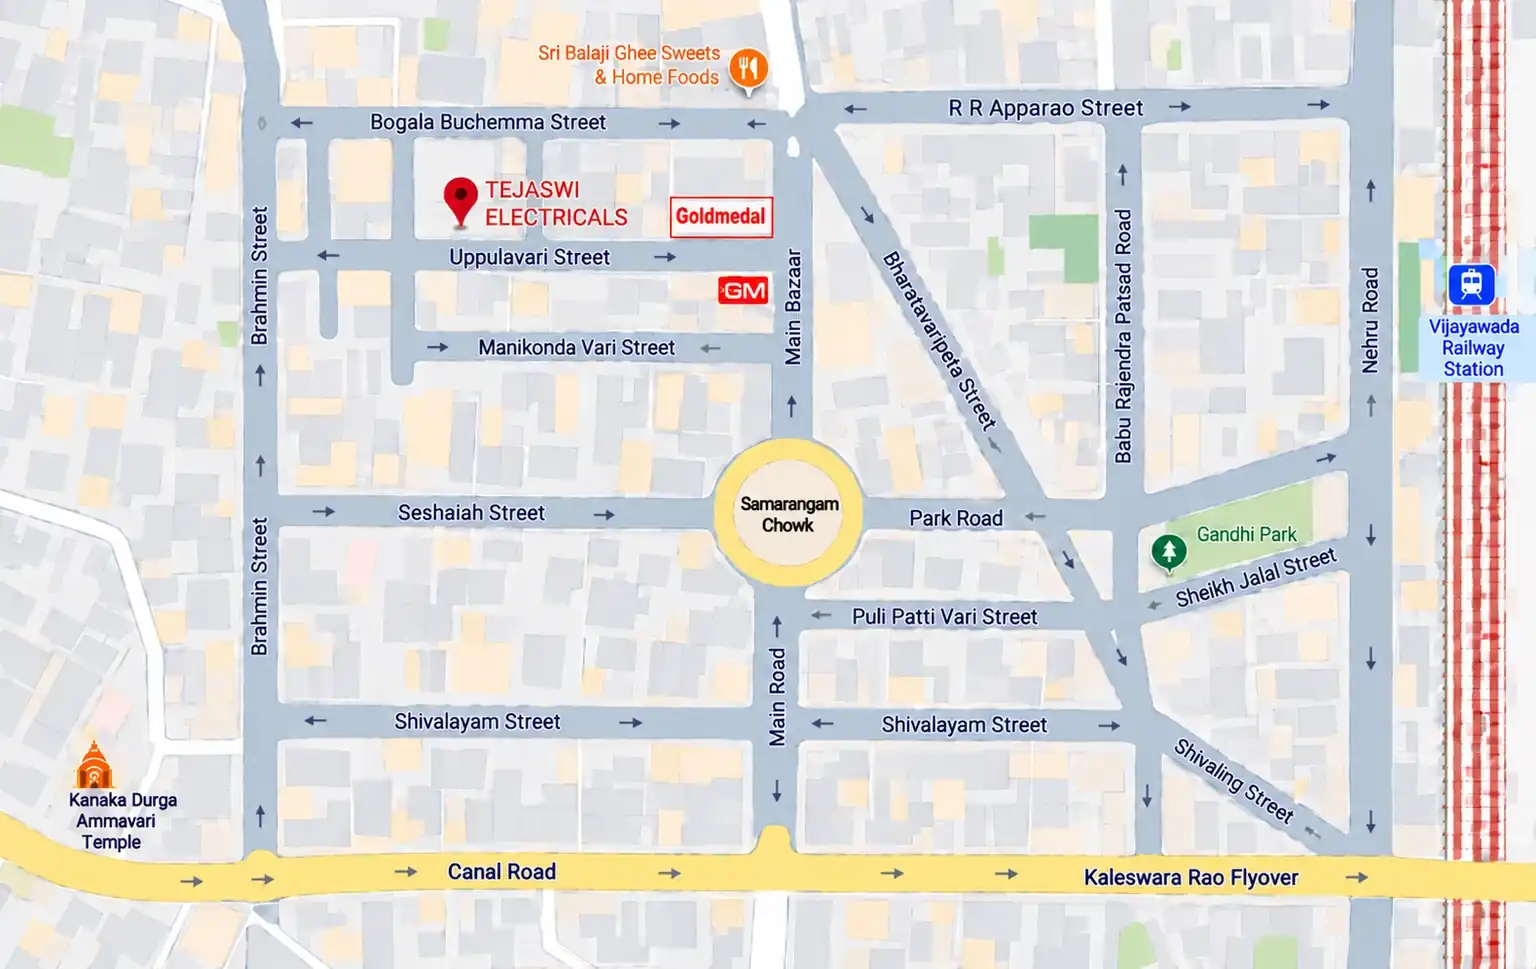 Sri Balaji Ghee Sweets
& Home Foods
R R Apparao Street
Bogala Buchemma Street
TEJASWI
ELECTRICALS
Goldmedal
Uppulavari Street
GM
Manikonda Vari Street
Brahmin Street
Main Bazaar
Bharatavaripeta Street
Babu Rajendra Patsad Road
Nehru Road
Vijayawada
Railway
Station
Seshaiah Street
Samarangam
Chowk
Park Road
Gandhi Park
Sheikh Jalal Street
Brahmin Street
Puli Patti Vari Street
Main Road
Shivalayam Street
Shivalayam Street
Shivaling Street
Kanaka Durga
Ammavari
Temple
Canal Road
Kaleswara Rao Flyover